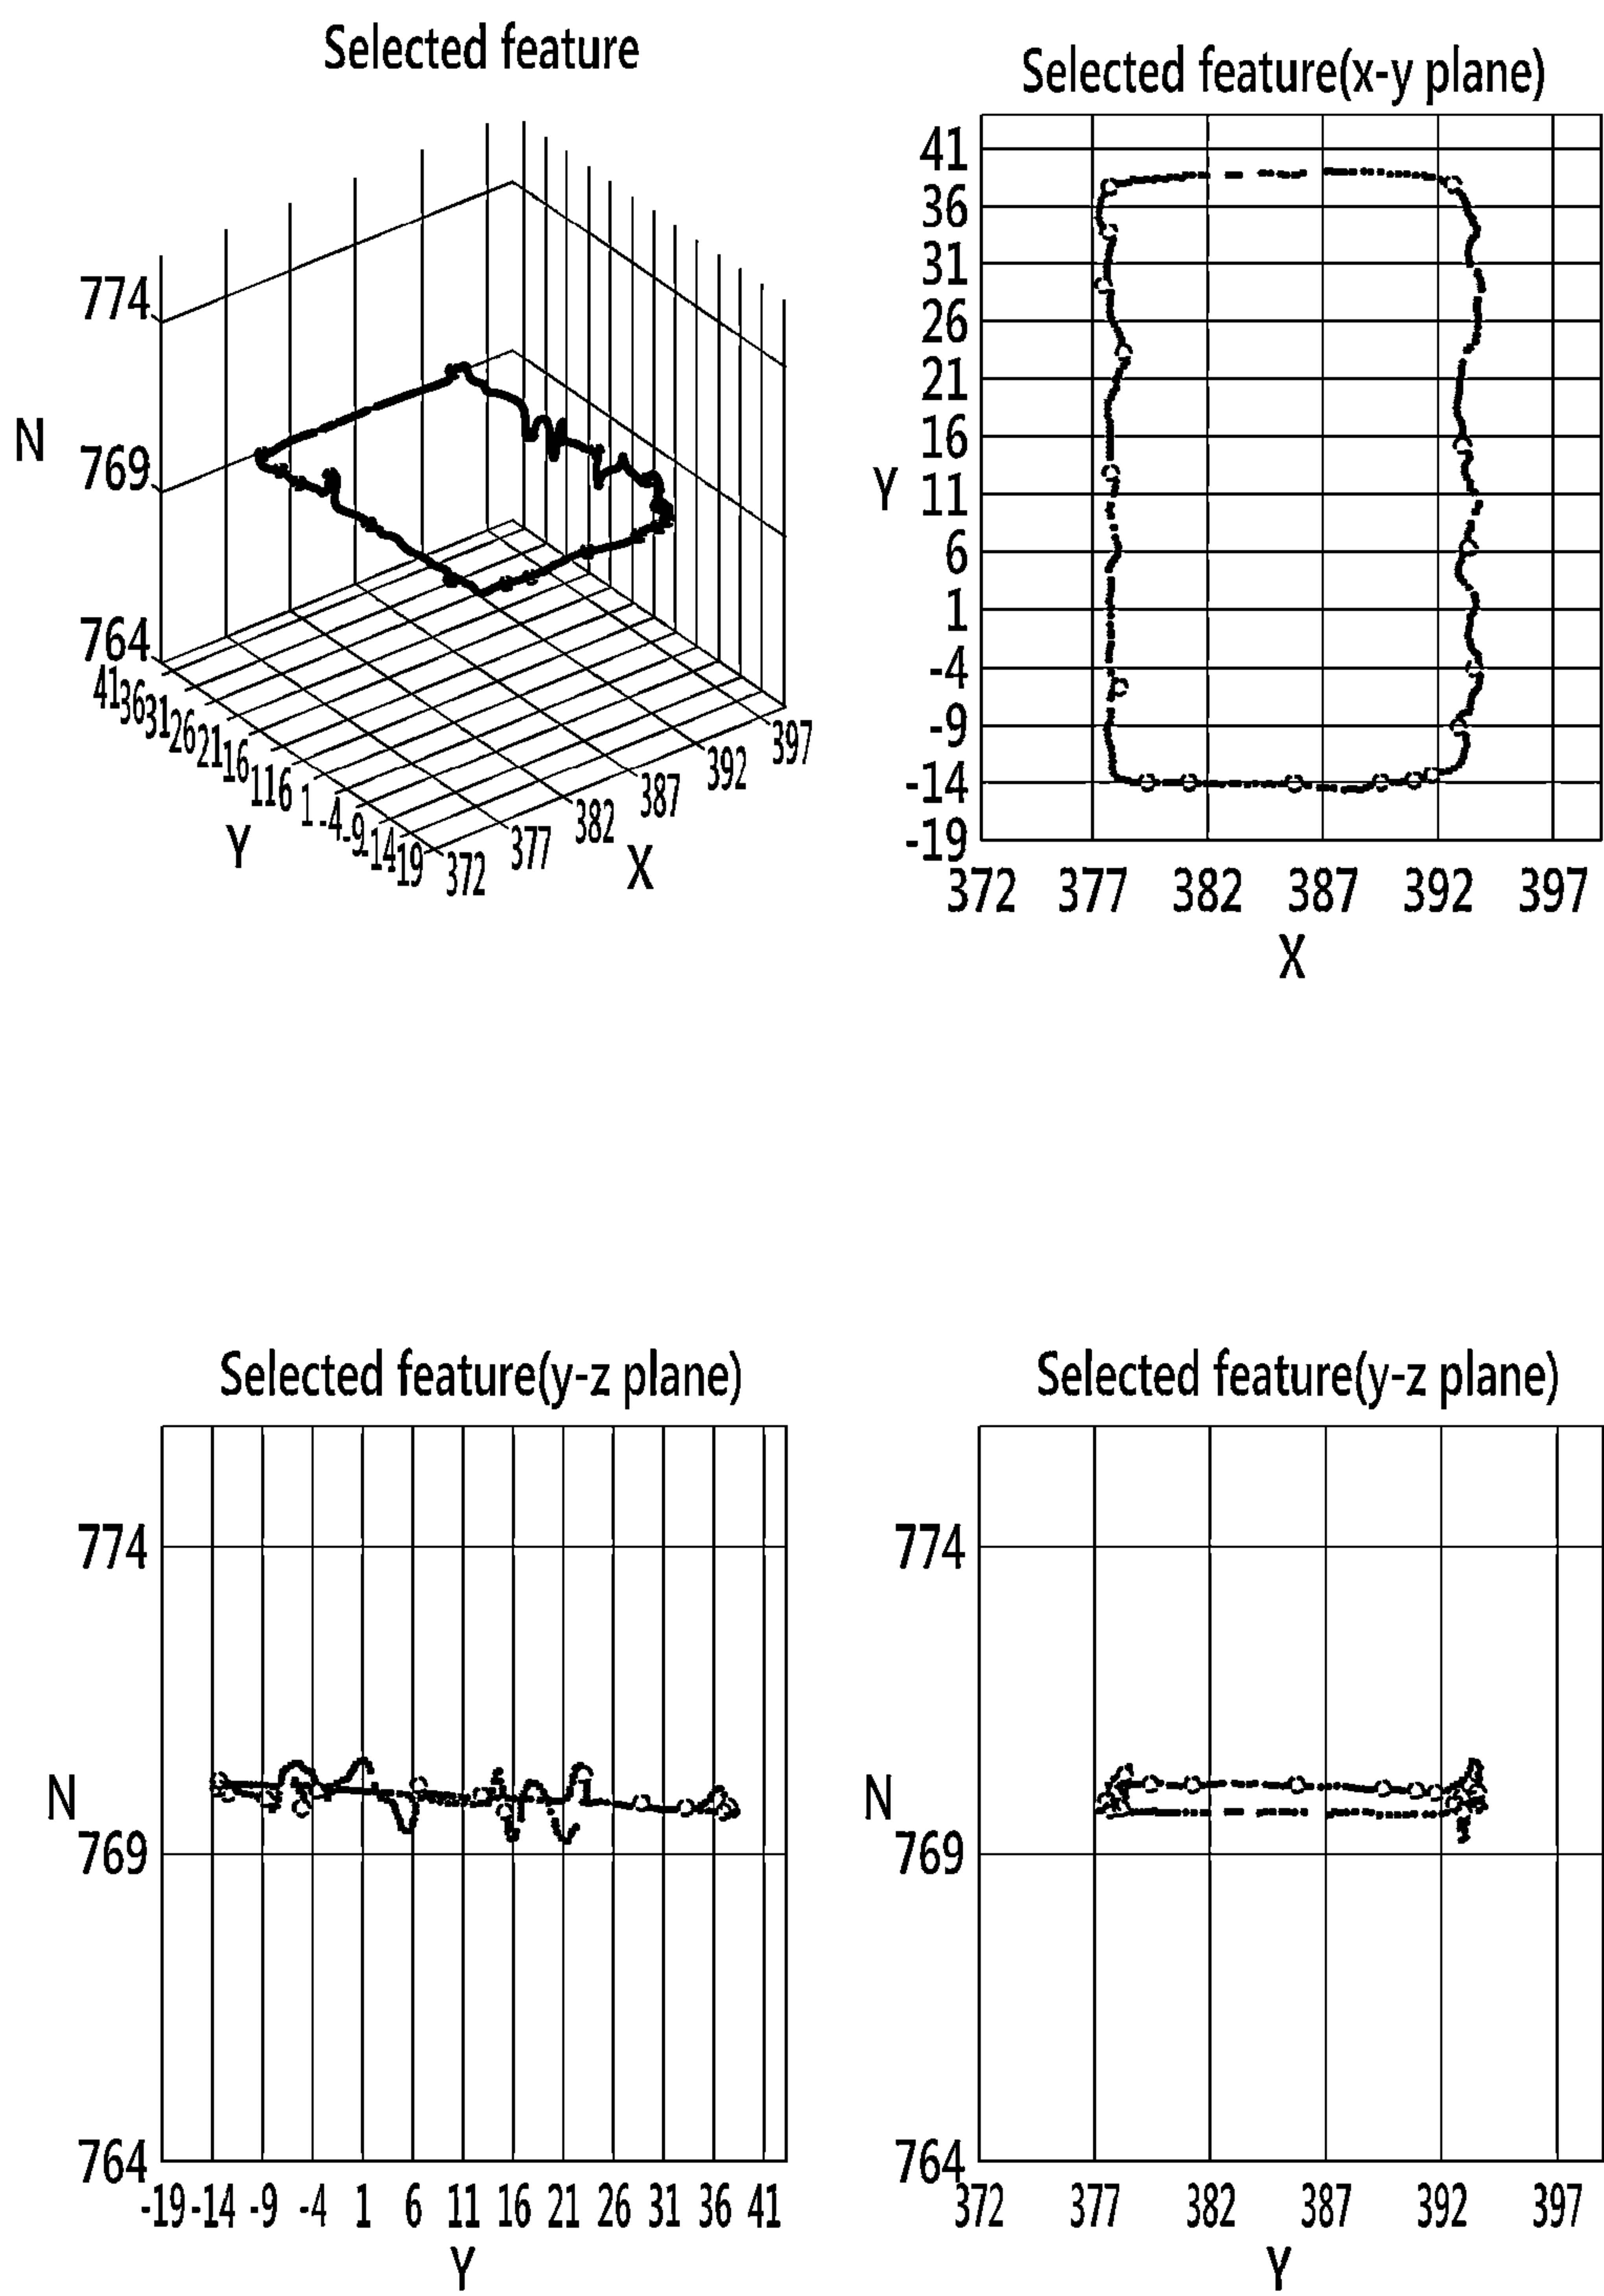 Selected feature
774
N
769
764
41 36 31 26 21 16 11 6 1 -4 -9 -14 -19
Y
372 377 382 387 392 397
X
Selected feature(x-y plane)
41
36
31
26
21
16
Y
11
6
1
-4
-9
-14
-19
372 377 382 387 392 397
X
Selected feature(y-z plane)
774
N
769
764
-19 -14 -9 -4 1 6 11 16 21 26 31 36 41
Y
Selected feature(y-z plane)
774
N
769
764
372 377 382 387 392 397
Y